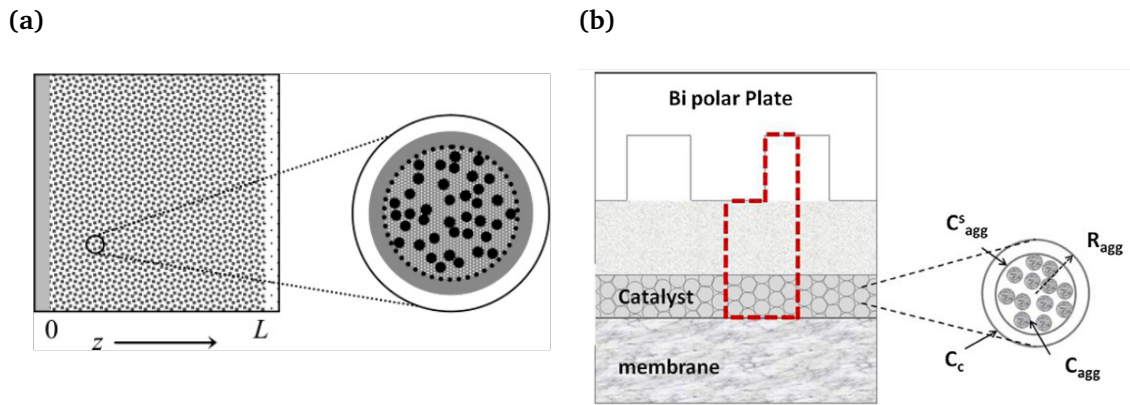 (a)
(b)
0
L
z
Bi polar Plate
Catalyst
membrane
C^s_agg
R_agg
C_c
C_agg